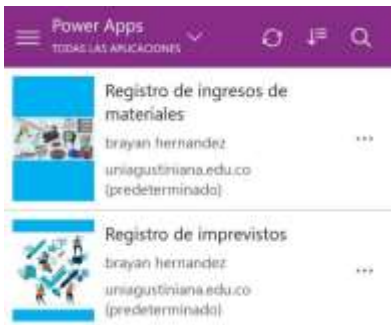 Power Apps
TODAS LAS APLICACIONES
Registro de ingresos de
materiales
brayan hernandez
uniagustiniana.edu.co
(predeterminado)
Registro de imprevistos
brayan hernandez
uniagustiniana.edu.co
(predeterminado)